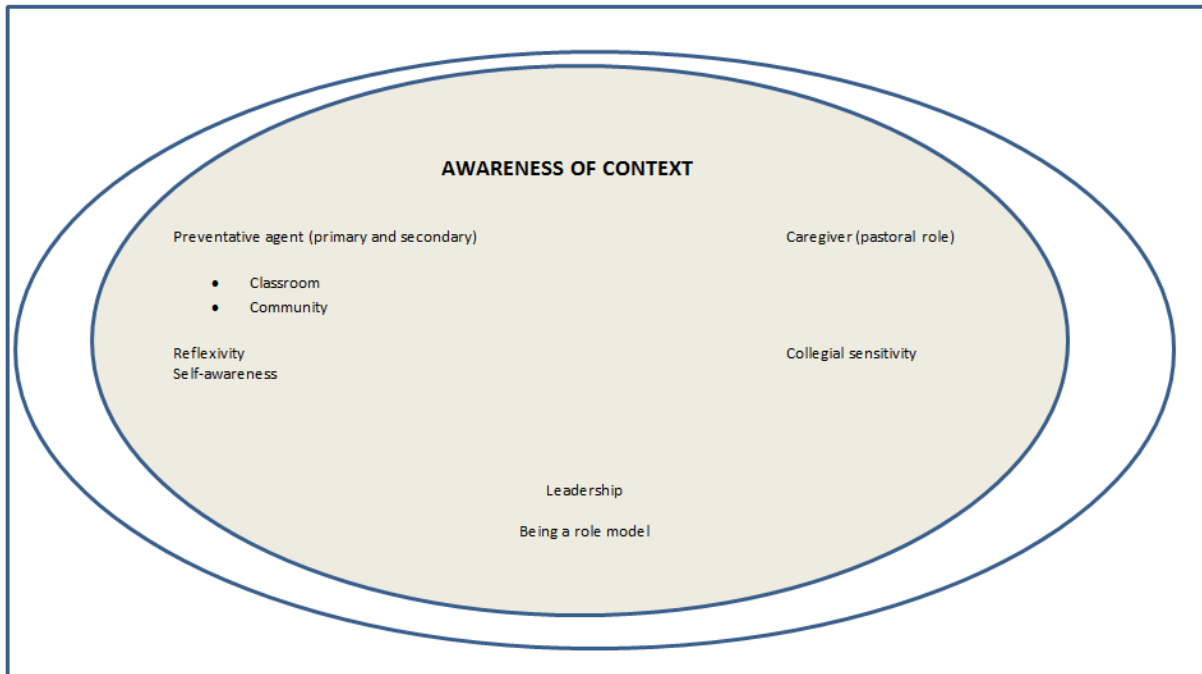 AWARENESS OF CONTEXT
Preventative agent (primary and secondary)
Caregiver (pastoral role)
• Classroom
• Community
Reflexivity
Self-awareness
Collegial sensitivity
Leadership
Being a role model